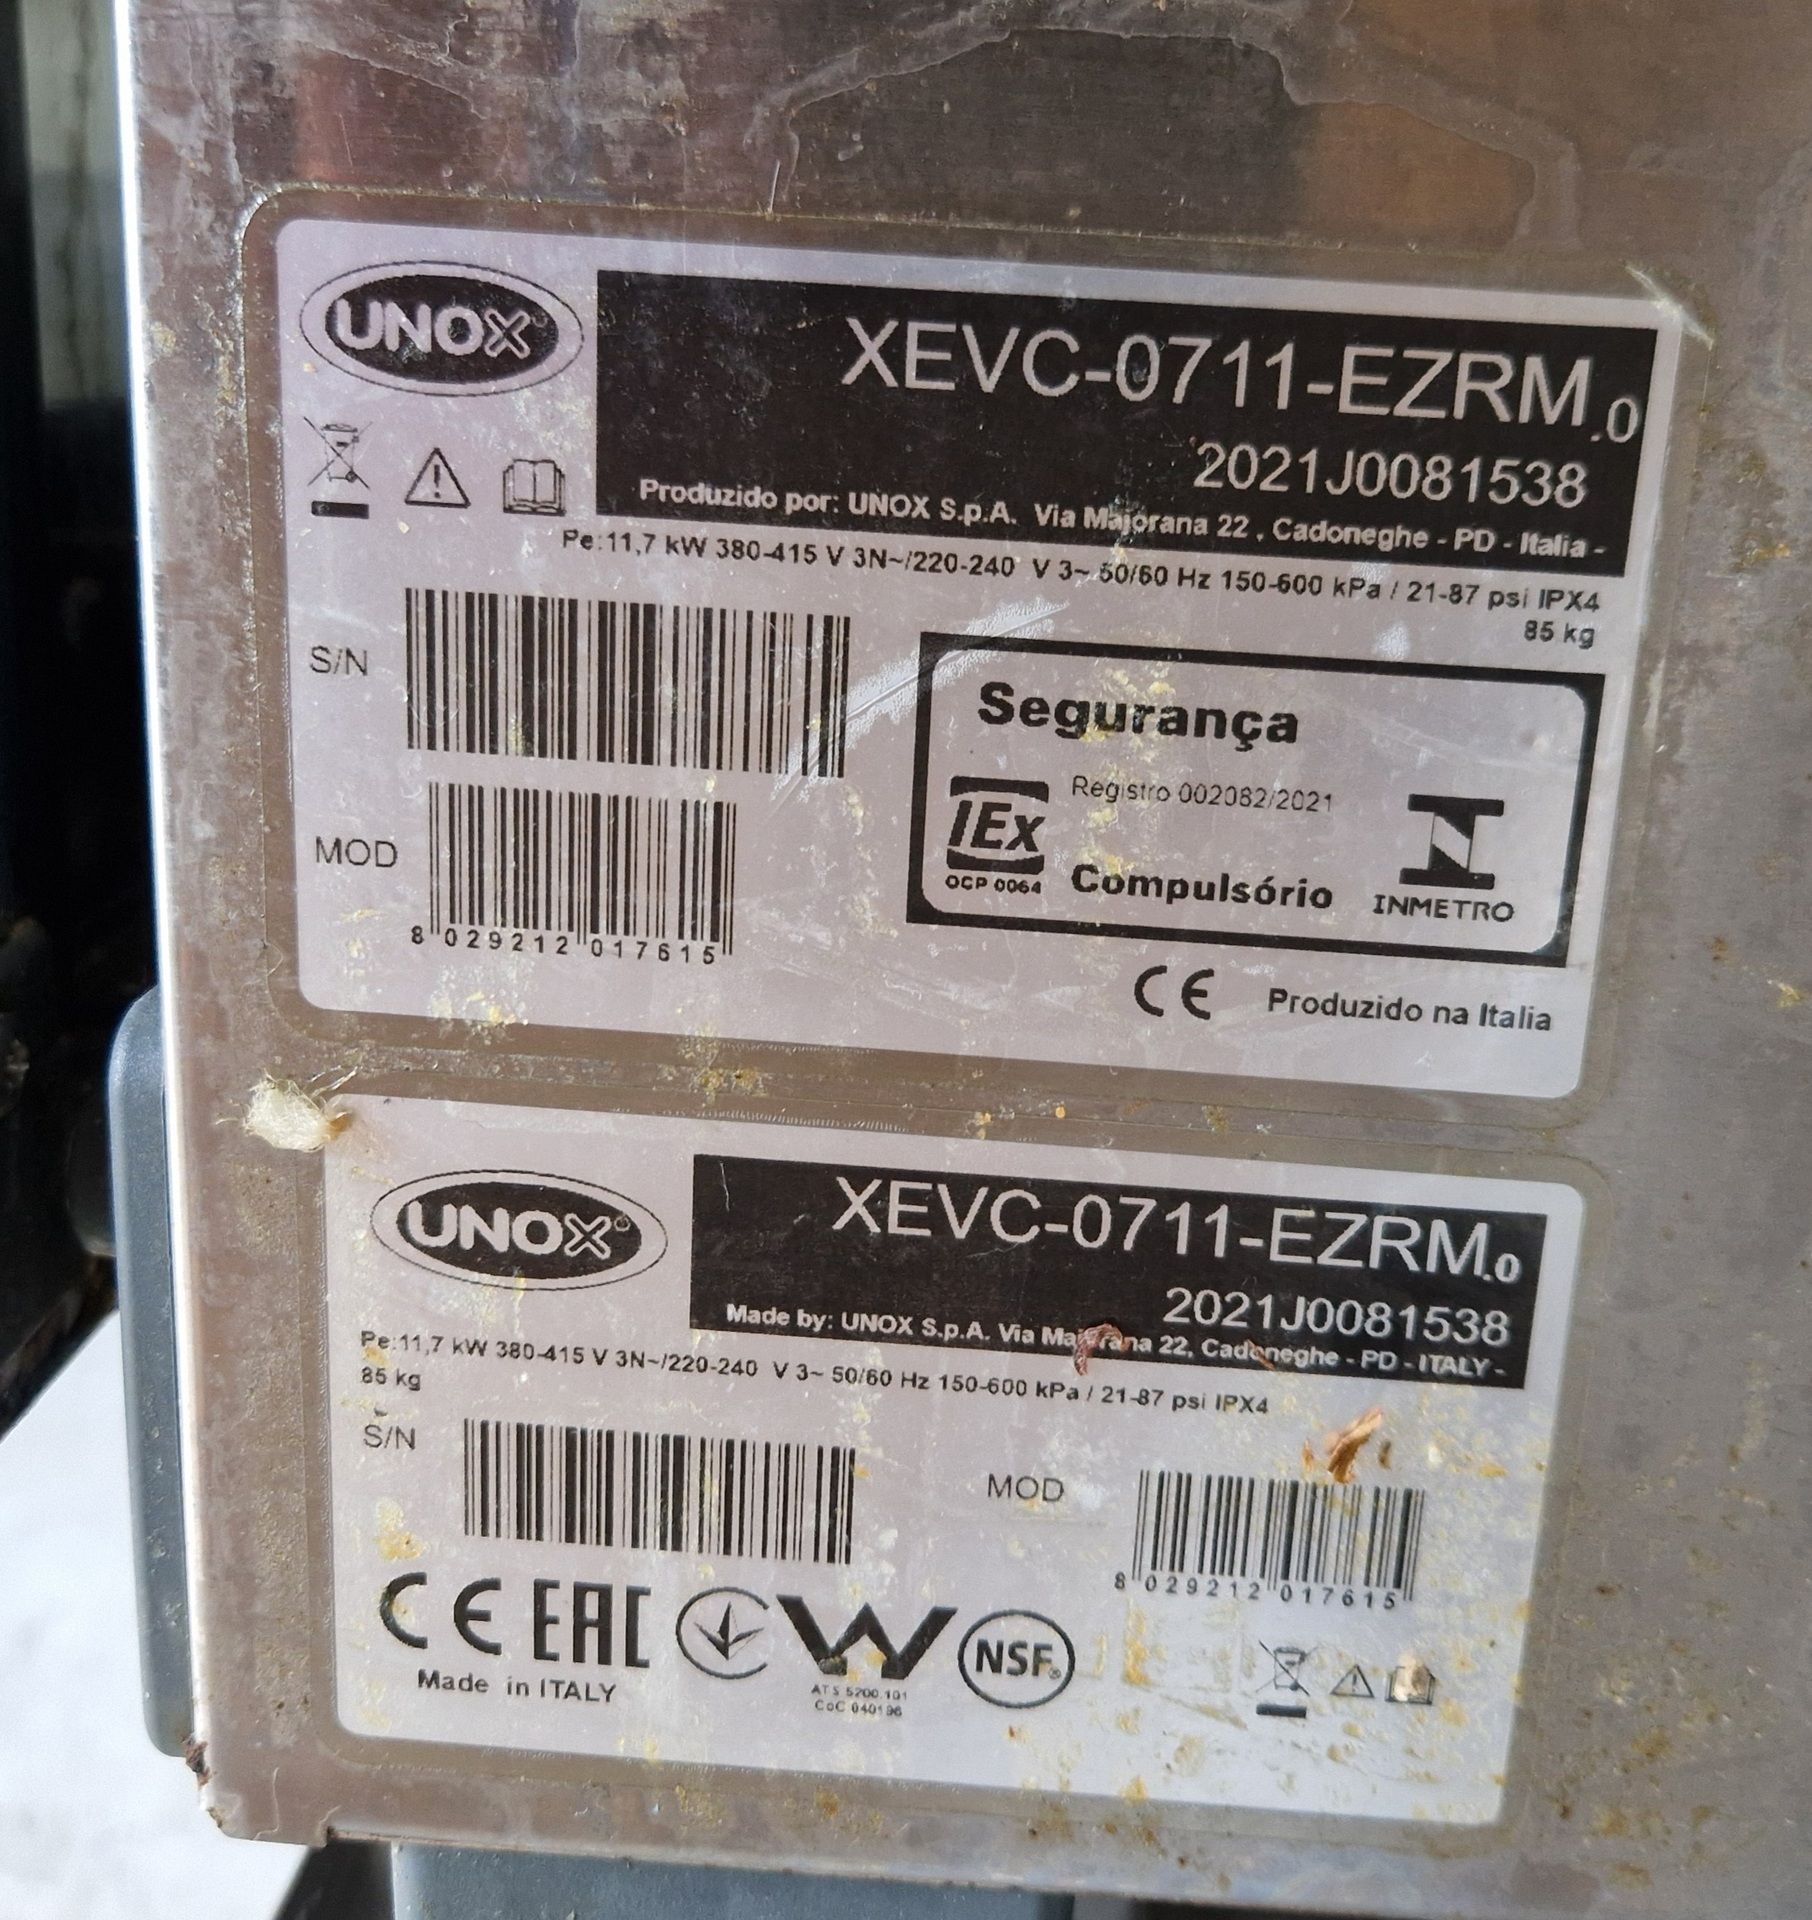 UNOX
XEVC-0711-EZRM.0
2021J0081538
Produzido por: UNOX S.p.A. Via Majorana 22 , Cadoneghe - PD - Italia -
Pe:11,7 kW 380-415 V 3N~/220-240 V 3~ 50/60 Hz 150-600 kPa / 21-87 psi IPX4
85 kg
S/N
Segurança
IEx
OCP 0064
Registro 002082/2021
Compulsório
INMETRO
MOD
8 029212 017615
CE Produzido na Italia
UNOX®
XEVC-0711-EZRM.0
2021J0081538
Made by: UNOX S.p.A. Via Majorana 22, Cadoneghe - PD - ITALY -
Pe:11,7 kW 380-415 V 3N~/220-240 V 3~ 50/60 Hz 150-600 kPa / 21-87 psi IPX4
85 kg
S/N
MOD
8 029212 017615
CE EAC W NSF®
Made in ITALY
ATS 5200.101
CoC 040196